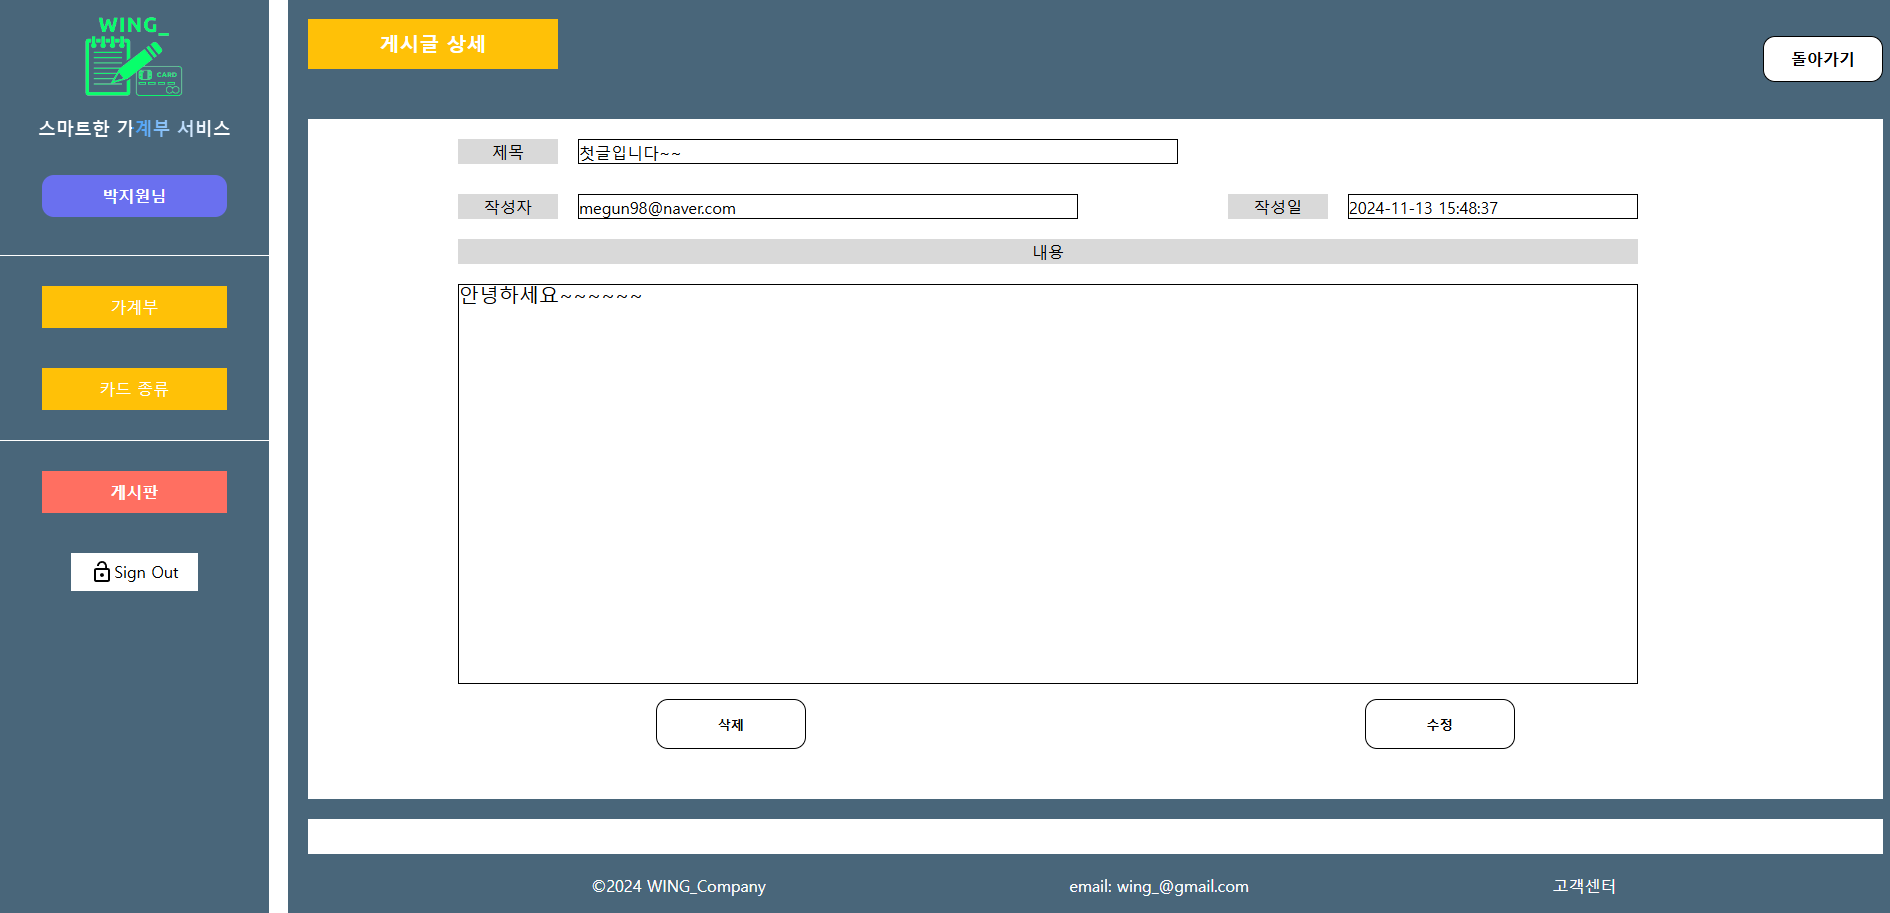 WING_
CARD
스마트한 가계부 서비스
박지원님
가계부
카드 종류
게시판
Sign Out
게시글 상세
돌아가기
제목 첫글입니다~~
작성자 megun98@naver.com 작성일 2024-11-13 15:48:37
내용
안녕하세요~~~~~~
삭제 수정
©2024 WING_Company email: wing_@gmail.com 고객센터